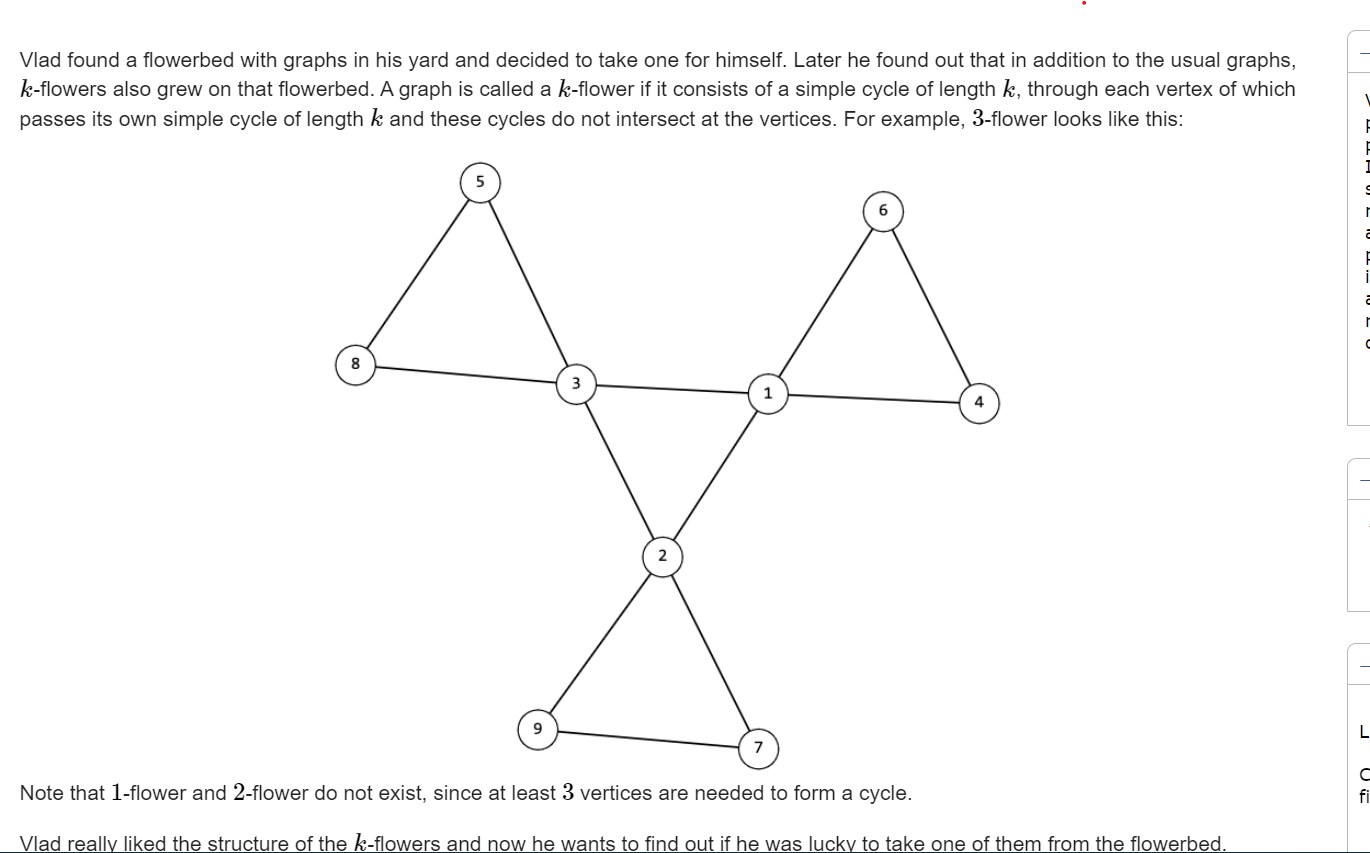 Vlad found a flowerbed with graphs in his yard and decided to take one for himself. Later he found out that in addition to the usual graphs,
k-flowers also grew on that flowerbed. A graph is called a k-flower if it consists of a simple cycle of length k, through each vertex of which
passes its own simple cycle of length k and these cycles do not intersect at the vertices. For example, 3-flower looks like this:
5
6
8
3
1
4
2
9
7
Note that 1-flower and 2-flower do not exist, since at least 3 vertices are needed to form a cycle.
Vlad really liked the structure of the k-flowers and now he wants to find out if he was lucky to take one of them from the flowerbed.